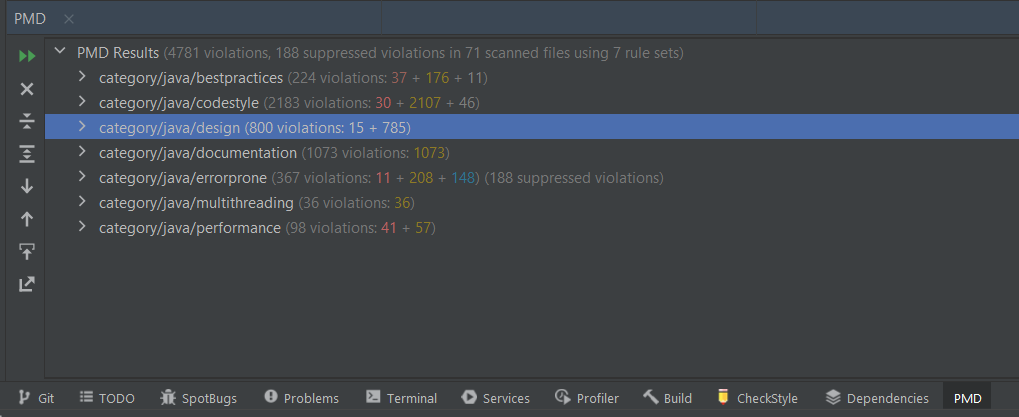 PMD
PMD Results (4781 violations, 188 suppressed violations in 71 scanned files using 7 rule sets)
category/java/bestpractices (224 violations: 37 + 176 + 11)
category/java/codestyle (2183 violations: 30 + 2107 + 46)
category/java/design (800 violations: 15 + 785)
category/java/documentation (1073 violations: 1073)
category/java/errorprone (367 violations: 11 + 208 + 148) (188 suppressed violations)
category/java/multithreading (36 violations: 36)
category/java/performance (98 violations: 41 + 57)
Git TODO SpotBugs Problems Terminal Services Profiler Build CheckStyle Dependencies PMD